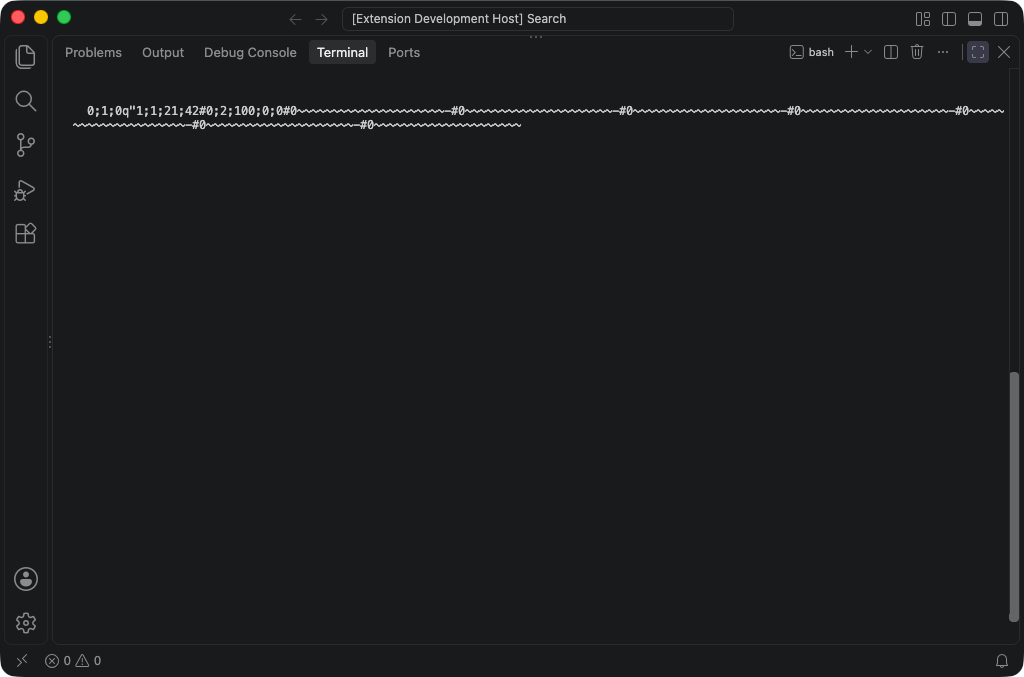 [Extension Development Host] Search
Problems Output Debug Console Terminal Ports bash
0;1;0q"1;1;21;42#0;2;100;0;0#0~~~~~~~~~~~~~~~~~~~~~-#0~~~~~~~~~~~~~~~~~~~~~-#0~~~~~~~~~~~~~~~~~~~~~-#0~~~~~~~~~~~~~~~~~~~~~-#0~~~~~
~~~~~~~~~~~~~~~~-#0~~~~~~~~~~~~~~~~~~~~~-#0~~~~~~~~~~~~~~~~~~~~~
0 0